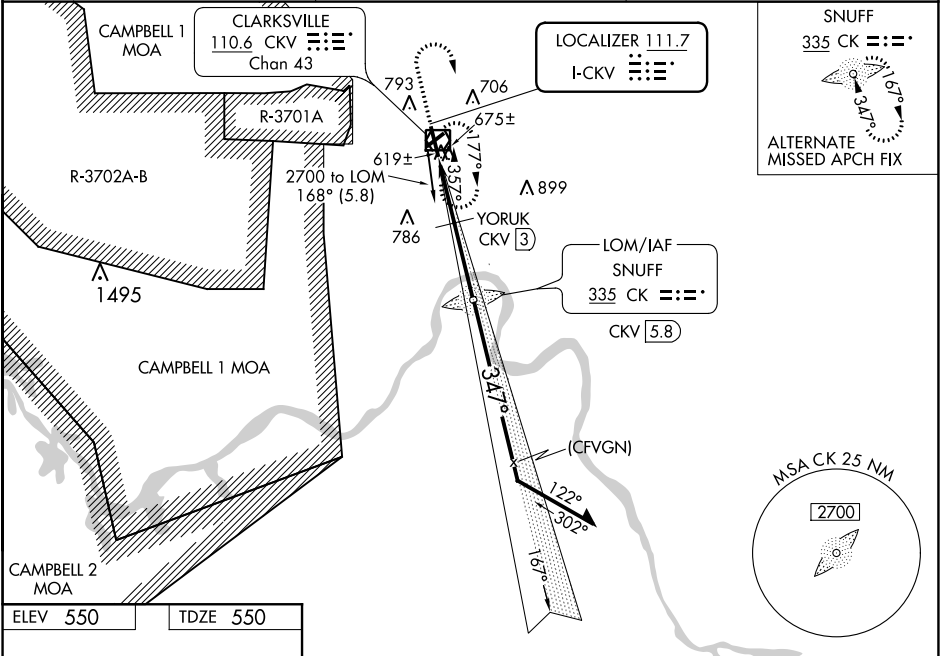 CAMPBELL 1
MOA
CLARKSVILLE
110.6 CKV
Chan 43
LOCALIZER 111.7
I-CKV
SNUFF
335 CK
167°
347°
ALTERNATE
MISSED APCH FIX
R-3701A
R-3702A-B
793
706
675±
619±
177°
357°
2700 to LOM
168° (5.8)
899
786
YORUK
CKV 3
1495
LOM/IAF
SNUFF
335 CK
CKV 5.8
CAMPBELL 1 MOA
347°
(CFVGN)
122°
302°
167°
MSA CK 25 NM
2700
CAMPBELL 2
MOA
ELEV 550
TDZE 550